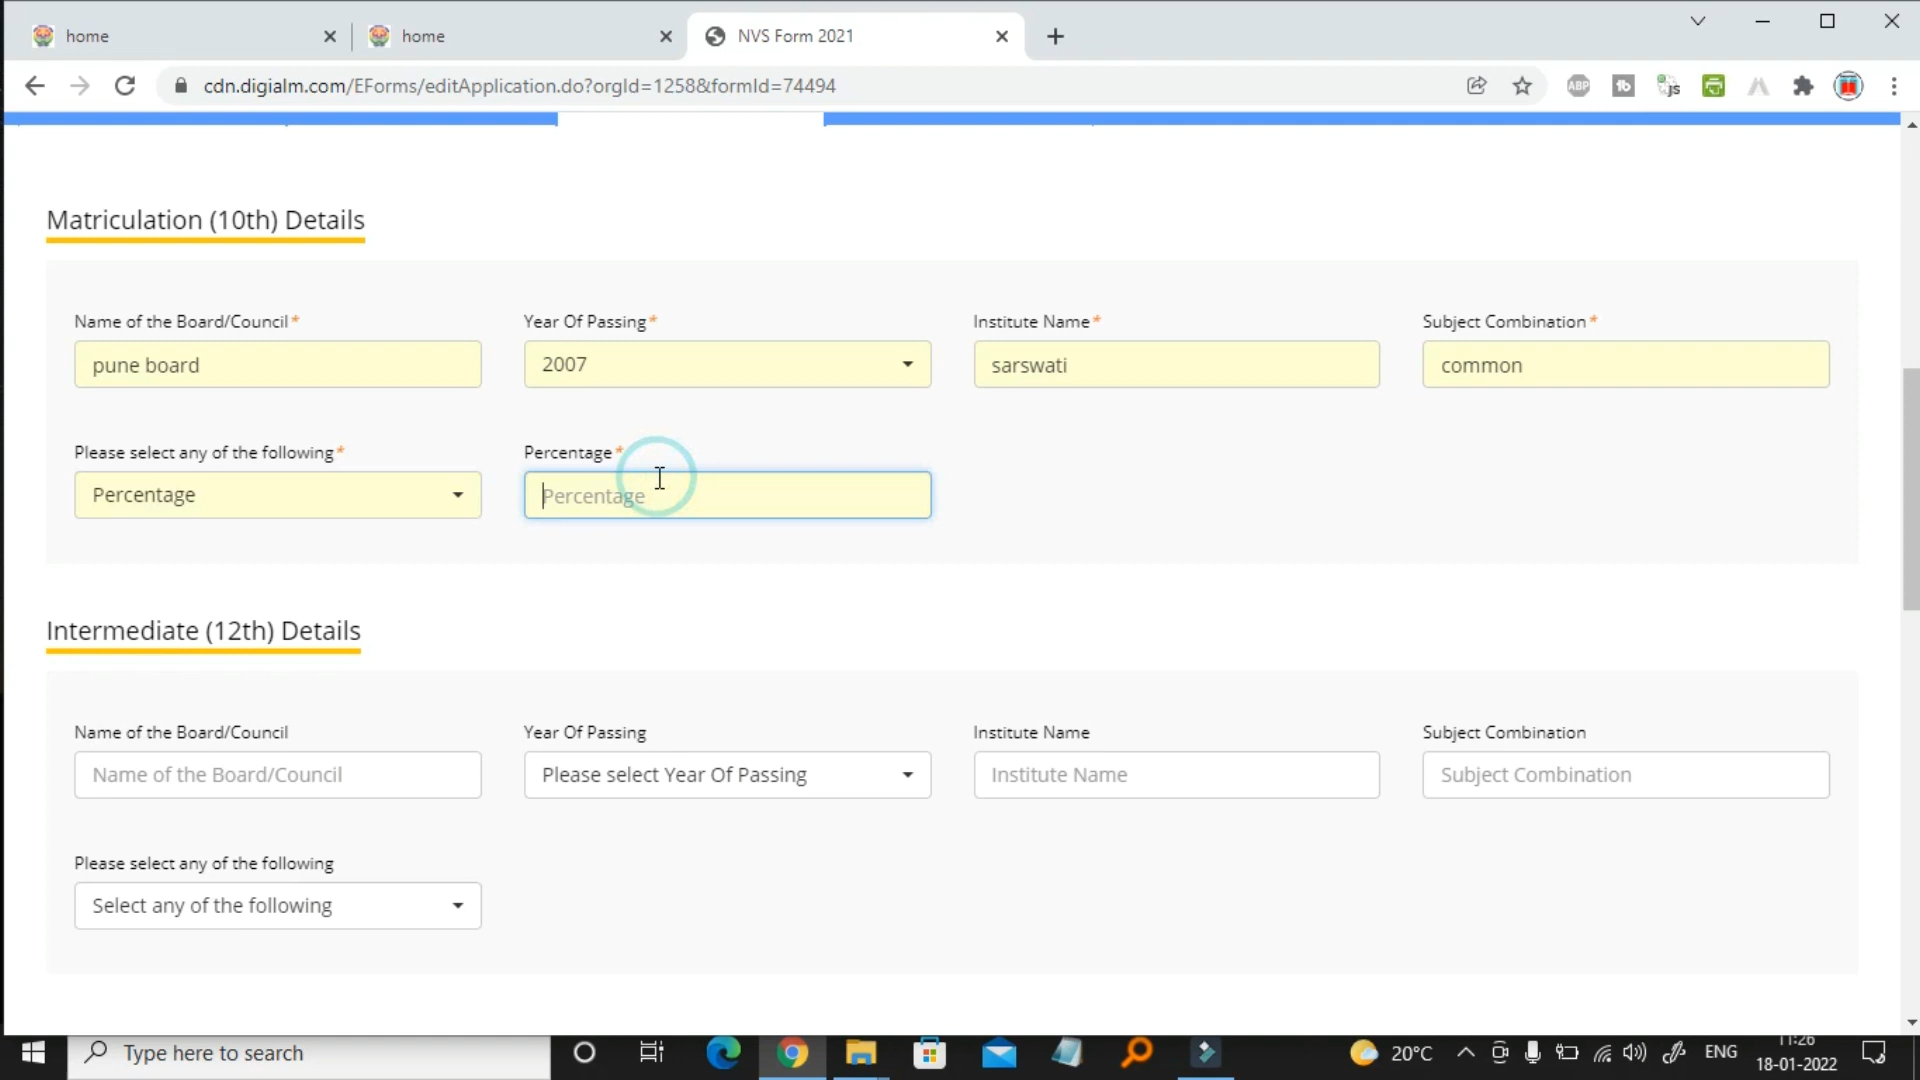 home
home
NVS Form 2021
cdn.digialm.com/EForms/editApplication.do?orgId=1258&formId=74494
ABP
js
Matriculation (10th) Details
Name of the Board/Council* Year Of Passing* Institute Name* Subject Combination*
pune board 2007 sarswati common
Please select any of the following* Percentage*
Percentage Percentage
Intermediate (12th) Details
Name of the Board/Council Year Of Passing Institute Name Subject Combination
Name of the Board/Council Please select Year Of Passing Institute Name Subject Combination
Please select any of the following
Select any of the following
Type here to search
20°C
ENG
11:26
18-01-2022